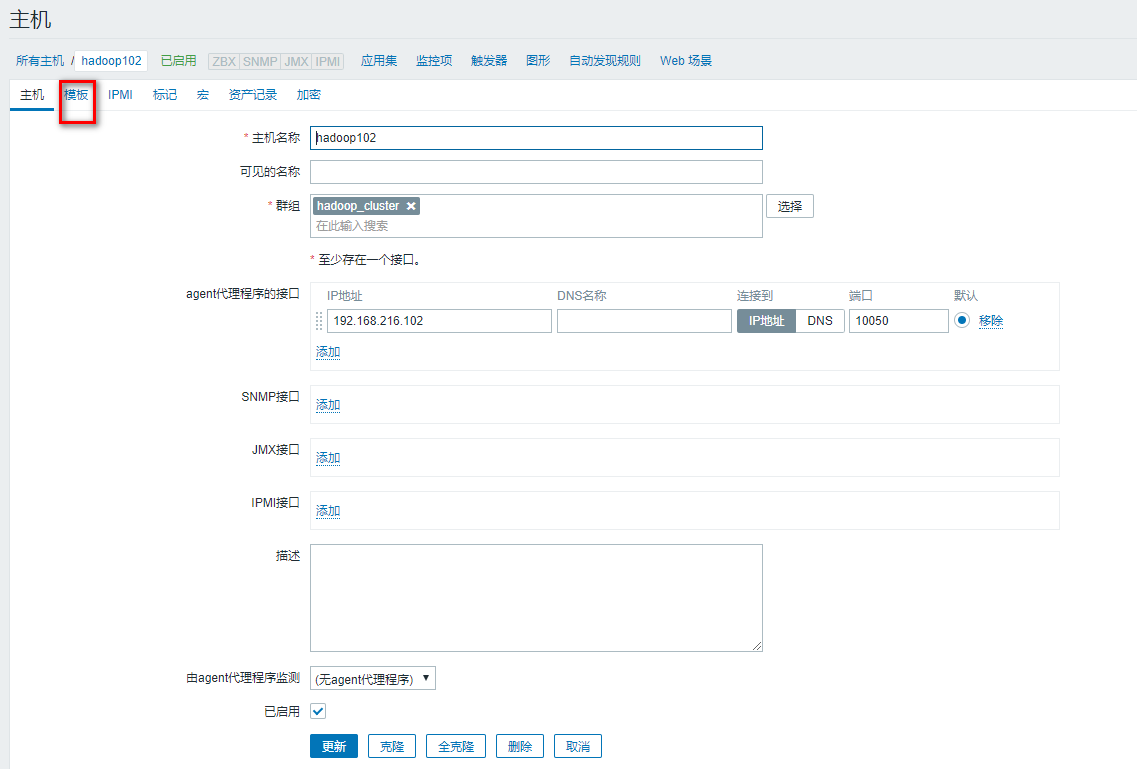 主机
所有主机 / hadoop102 已启用 ZBX SNMP JMX IPMI 应用集 监控项 触发器 图形 自动发现规则 Web 场景
主机 模板 IPMI 标记 宏 资产记录 加密
* 主机名称 hadoop102
可见的名称
* 群组 hadoop_cluster 选择
在此输入搜索
* 至少存在一个接口。
agent代理程序的接口 IP地址 DNS名称 连接到 端口 默认
192.168.216.102 IP地址 DNS 10050 移除
添加
SNMP接口 添加
JMX接口 添加
IPMI接口 添加
描述
由agent代理程序监测 (无agent代理程序)
已启用
更新 克隆 全克隆 删除 取消